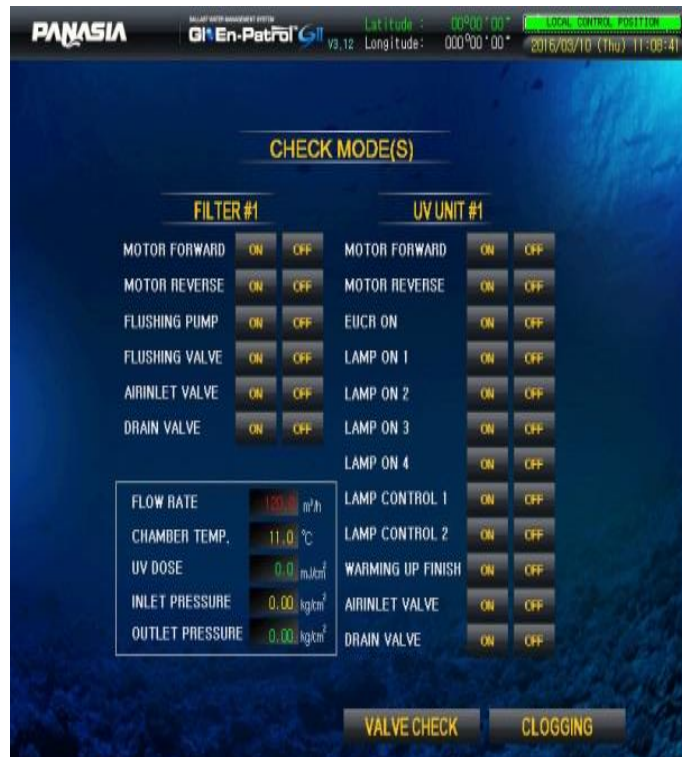 PANASIA
BALLAST WATER MANAGEMENT SYSTEM
GloEn-Patrol GII V3,12
Latitude : 00°00'00"
Longitude: 000°00'00"
LOCAL CONTROL POSITION
2016/03/10 (Thu) 11:08:41
CHECK MODE(S)
FILTER #1
MOTOR FORWARD ON OFF
MOTOR REVERSE ON OFF
FLUSHING PUMP ON OFF
FLUSHING VALVE ON OFF
AIRINLET VALVE ON OFF
DRAIN VALVE ON OFF
FLOW RATE 120.0 m³/h
CHAMBER TEMP. 11.0 °C
UV DOSE 0.0 mJ/cm²
INLET PRESSURE 0.00 kg/cm²
OUTLET PRESSURE 0.00 kg/cm²
UV UNIT #1
MOTOR FORWARD ON OFF
MOTOR REVERSE ON OFF
EUCR ON ON OFF
LAMP ON 1 ON OFF
LAMP ON 2 ON OFF
LAMP ON 3 ON OFF
LAMP ON 4 ON OFF
LAMP CONTROL 1 ON OFF
LAMP CONTROL 2 ON OFF
WARMING UP FINISH ON OFF
AIRINLET VALVE ON OFF
DRAIN VALVE ON OFF
VALVE CHECK
CLOGGING